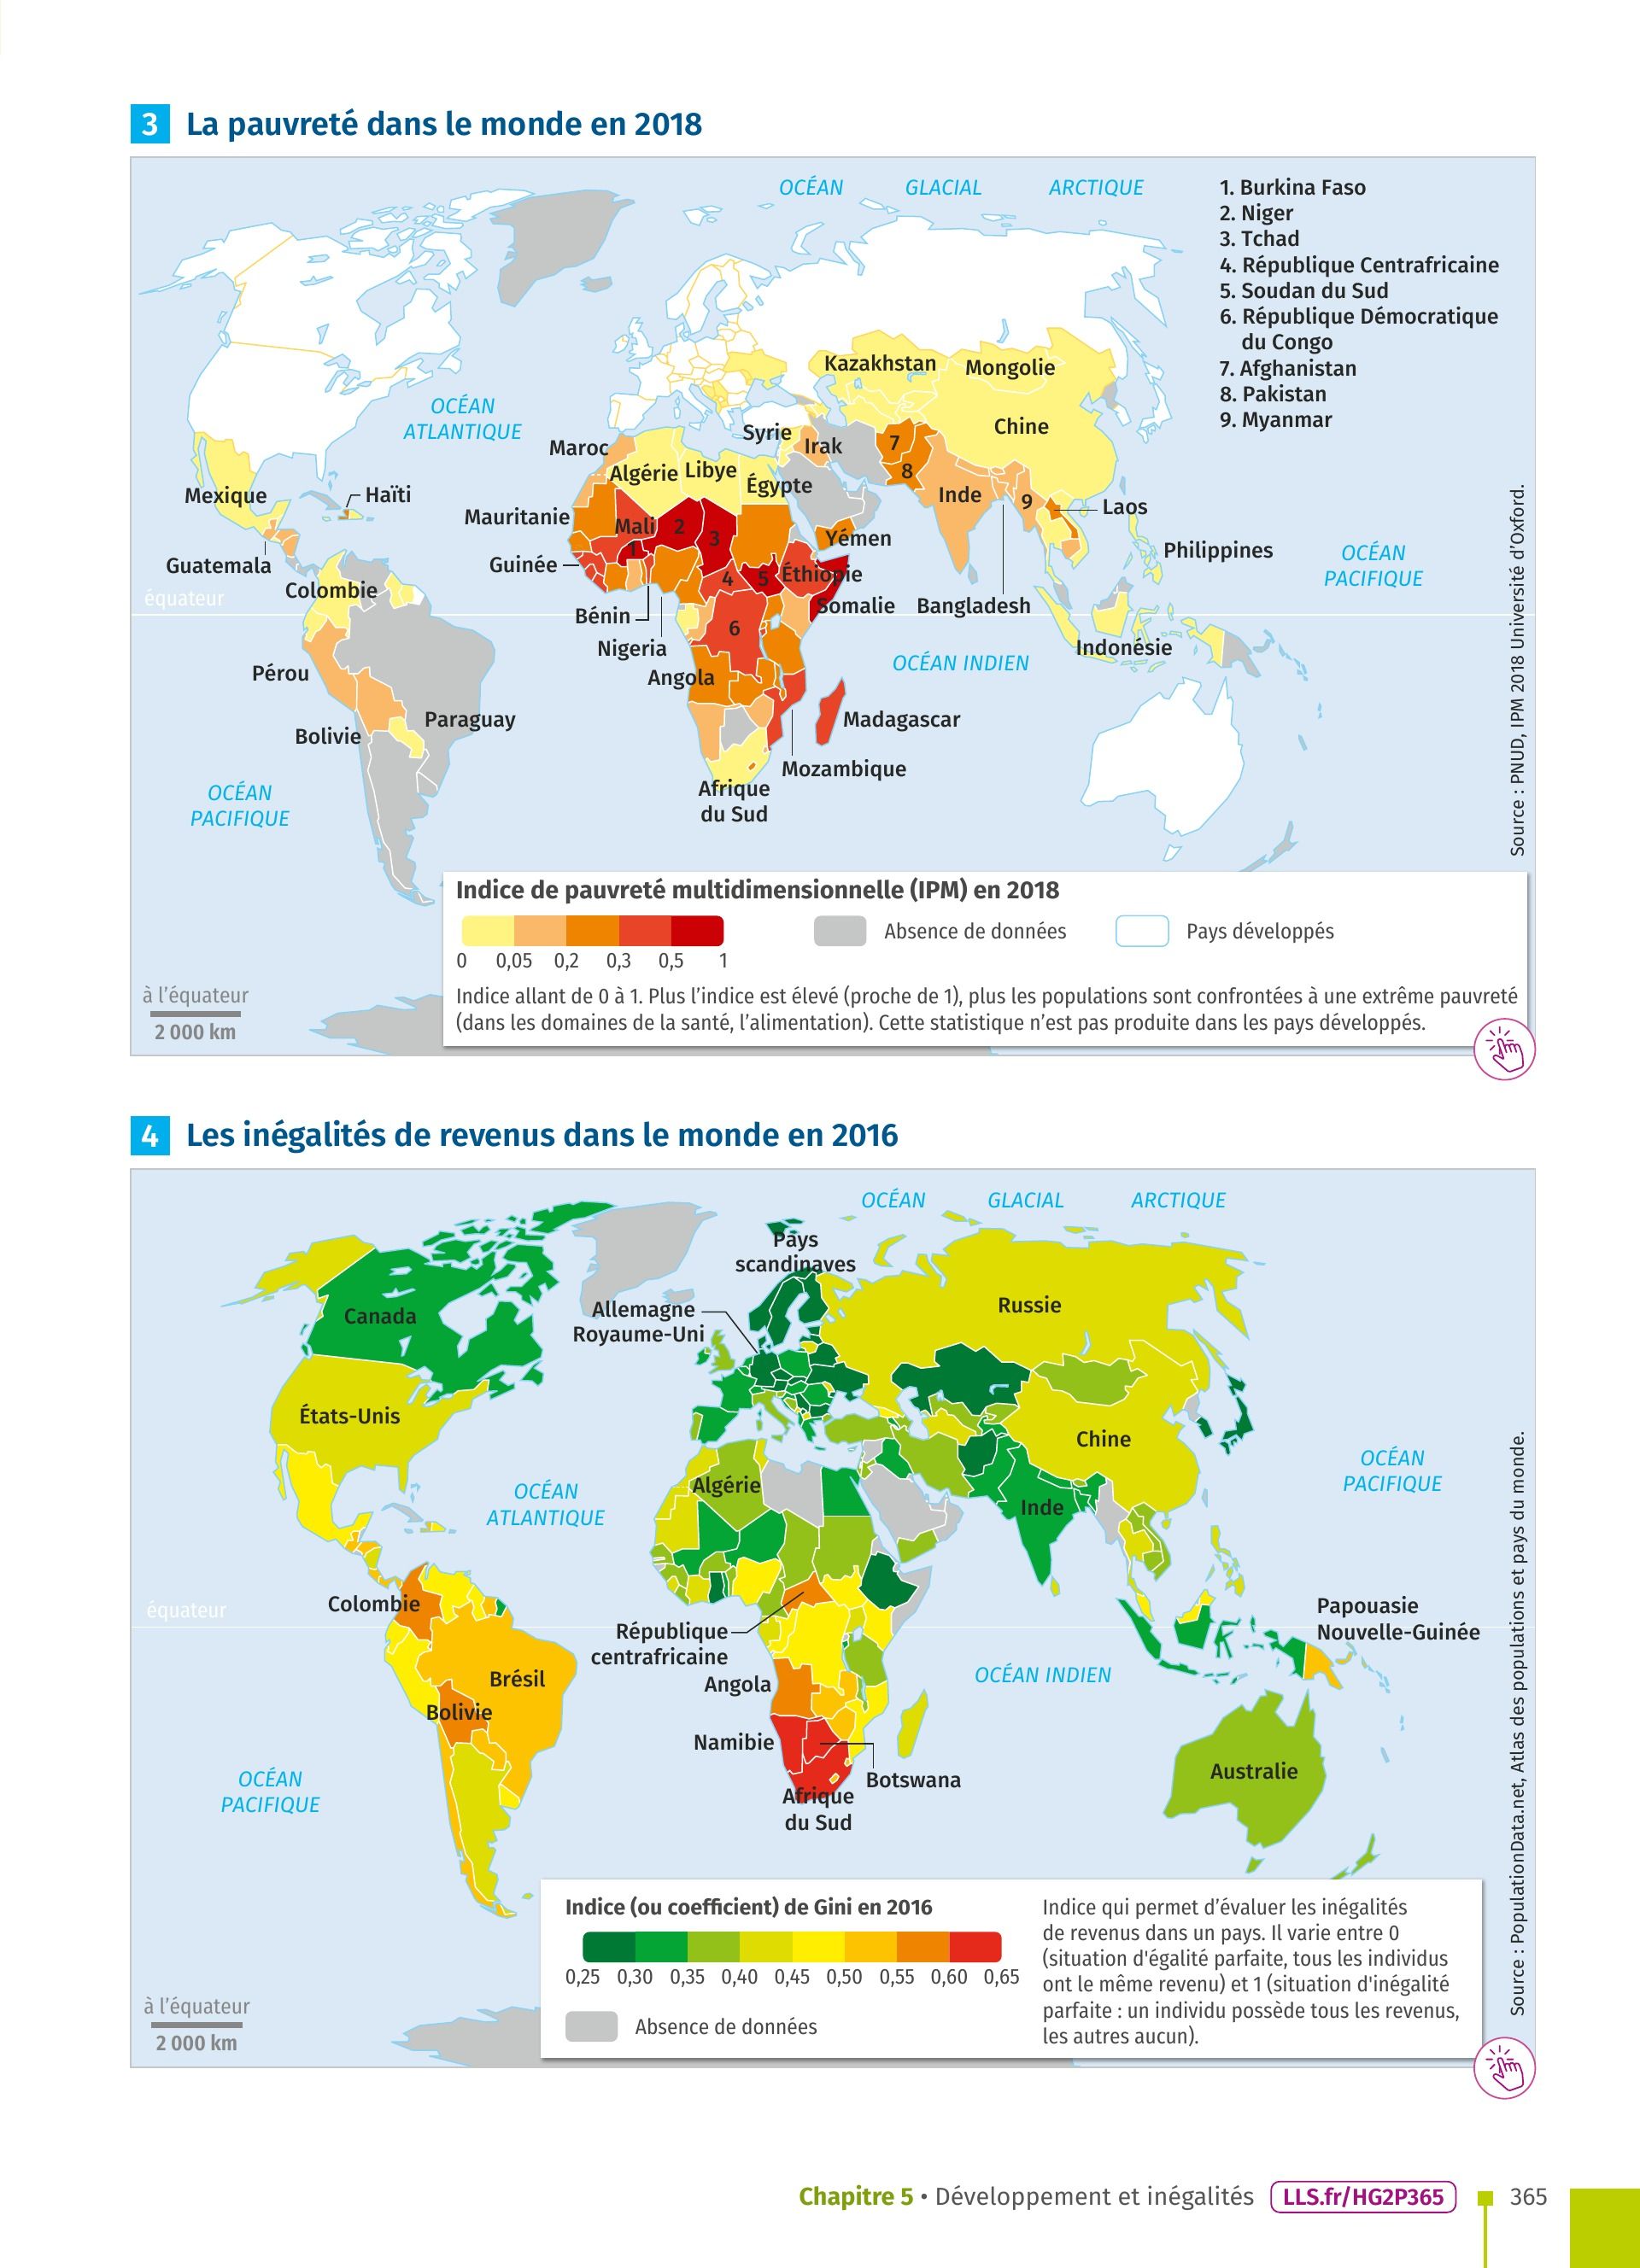 3 La pauvreté dans le monde en 2018
OCÉAN GLACIAL ARCTIQUE
1. Burkina Faso
2. Niger
3. Tchad
4. République Centrafricaine
5. Soudan du Sud
6. République Démocratique
du Congo
7. Afghanistan
8. Pakistan
9. Myanmar
Kazakhstan
Mongolie
OCÉAN
ATLANTIQUE
Chine
Syrie
Irak
Maroc
7
Algérie
Libye
8
Égypte
Mexique
Haïti
Inde
9
Laos
Mauritanie
Mali
2
3
Yémen
1
Philippines
OCÉAN
PACIFIQUE
Guatemala
Guinée
4
5
Éthiopie
Colombie
équateur
Somalie
Bangladesh
Bénin
6
Nigeria
Indonésie
OCÉAN INDIEN
Pérou
Angola
Paraguay
Madagascar
Bolivie
Mozambique
Afrique
du Sud
OCÉAN
PACIFIQUE
Source : PNUD, IPM 2018 Université d’Oxford.
Indice de pauvreté multidimensionnelle (IPM) en 2018
Absence de données
Pays développés
0 0,05 0,2 0,3 0,5 1
Indice allant de 0 à 1. Plus l’indice est élevé (proche de 1), plus les populations sont confrontées à une extrême pauvreté
(dans les domaines de la santé, l’alimentation). Cette statistique n’est pas produite dans les pays développés.
à l’équateur
2 000 km
4 Les inégalités de revenus dans le monde en 2016
OCÉAN GLACIAL ARCTIQUE
Pays
scandinaves
Allemagne
Royaume-Uni
Russie
Canada
États-Unis
Chine
OCÉAN
PACIFIQUE
OCÉAN
ATLANTIQUE
Algérie
Inde
Colombie
équateur
Papouasie
Nouvelle-Guinée
République
centrafricaine
OCÉAN INDIEN
Brésil
Angola
Bolivie
Namibie
Botswana
Australie
Afrique
du Sud
OCÉAN
PACIFIQUE
Source : PopulationData.net, Atlas des populations et pays du monde.
Indice (ou coefficient) de Gini en 2016
0,25 0,30 0,35 0,40 0,45 0,50 0,55 0,60 0,65
Absence de données
Indice qui permet d’évaluer les inégalités
de revenus dans un pays. Il varie entre 0
(situation d'égalité parfaite, tous les individus
ont le même revenu) et 1 (situation d'inégalité
parfaite : un individu possède tous les revenus,
les autres aucun).
à l’équateur
2 000 km
Chapitre 5 • Développement et inégalités LLS.fr/HG2P365 365